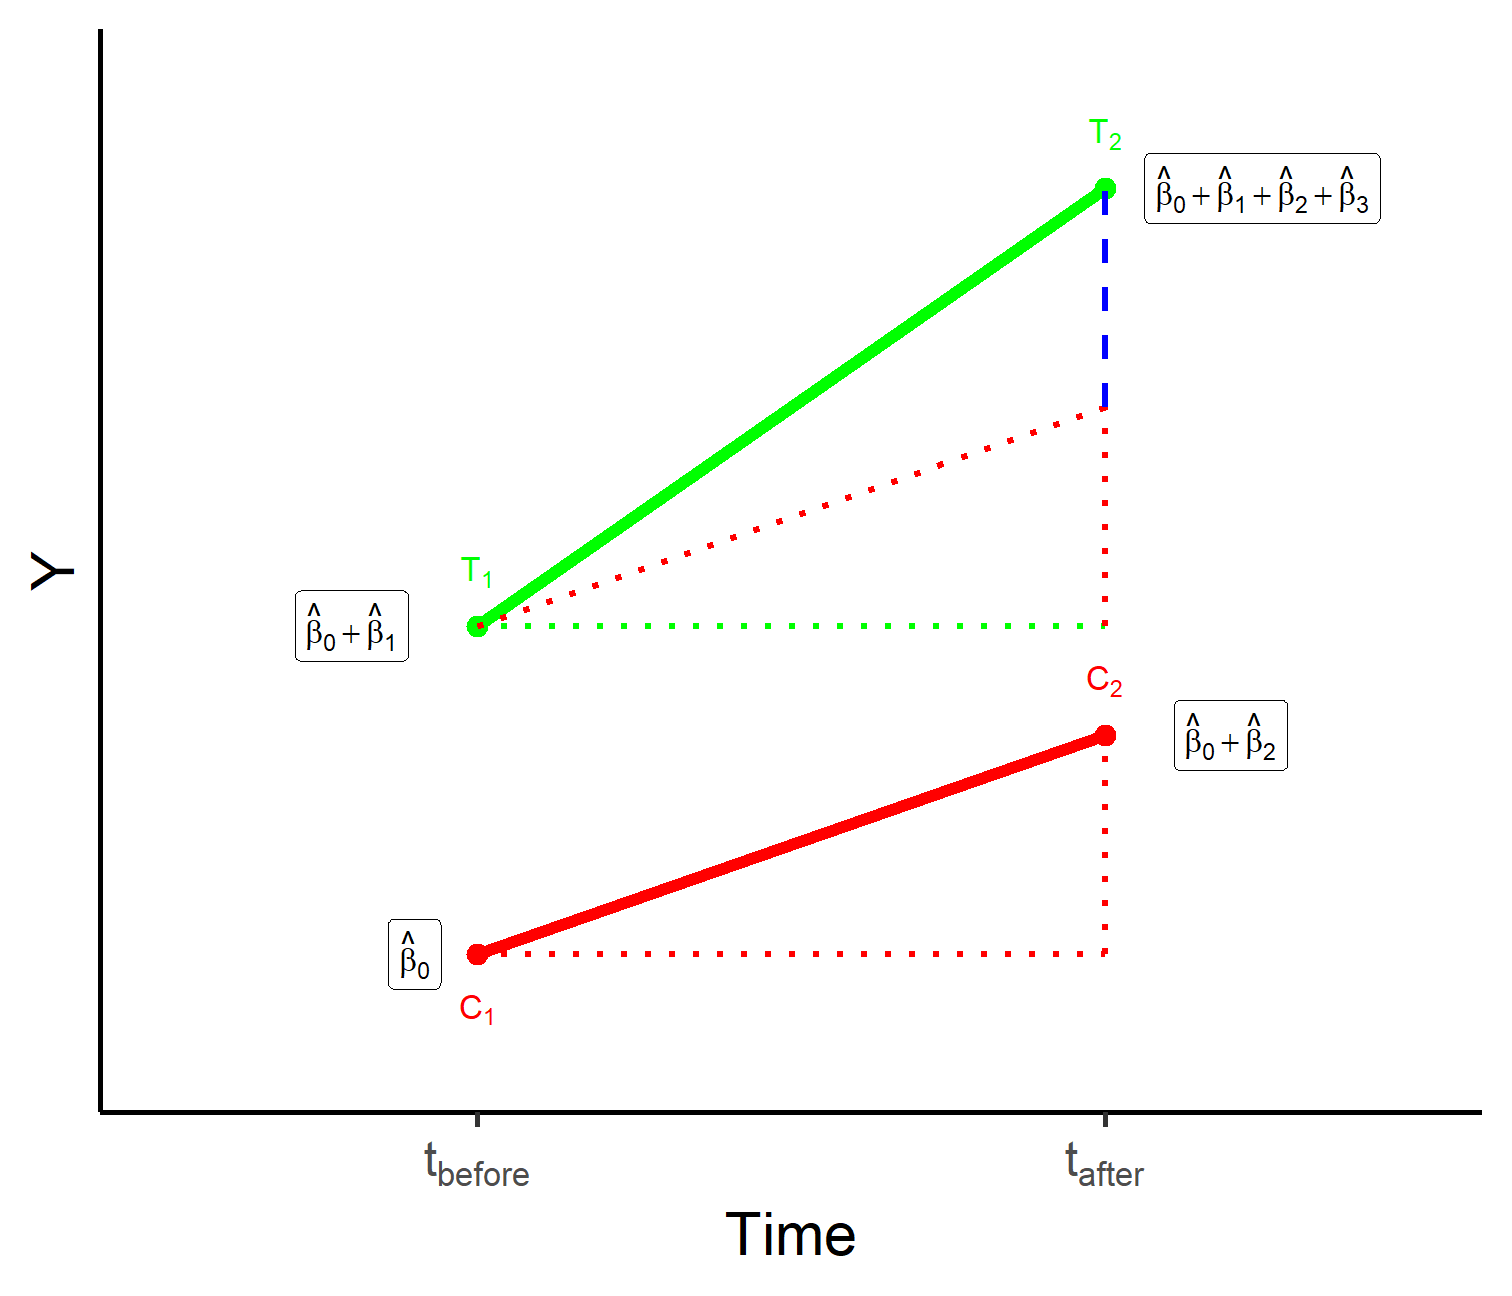 T₂
β̂₀ + β̂₁ + β̂₂ + β̂₃
Y
T₁
β̂₀ + β̂₁
C₂
β̂₀ + β̂₂
β̂₀
C₁
t_before
t_after
Time